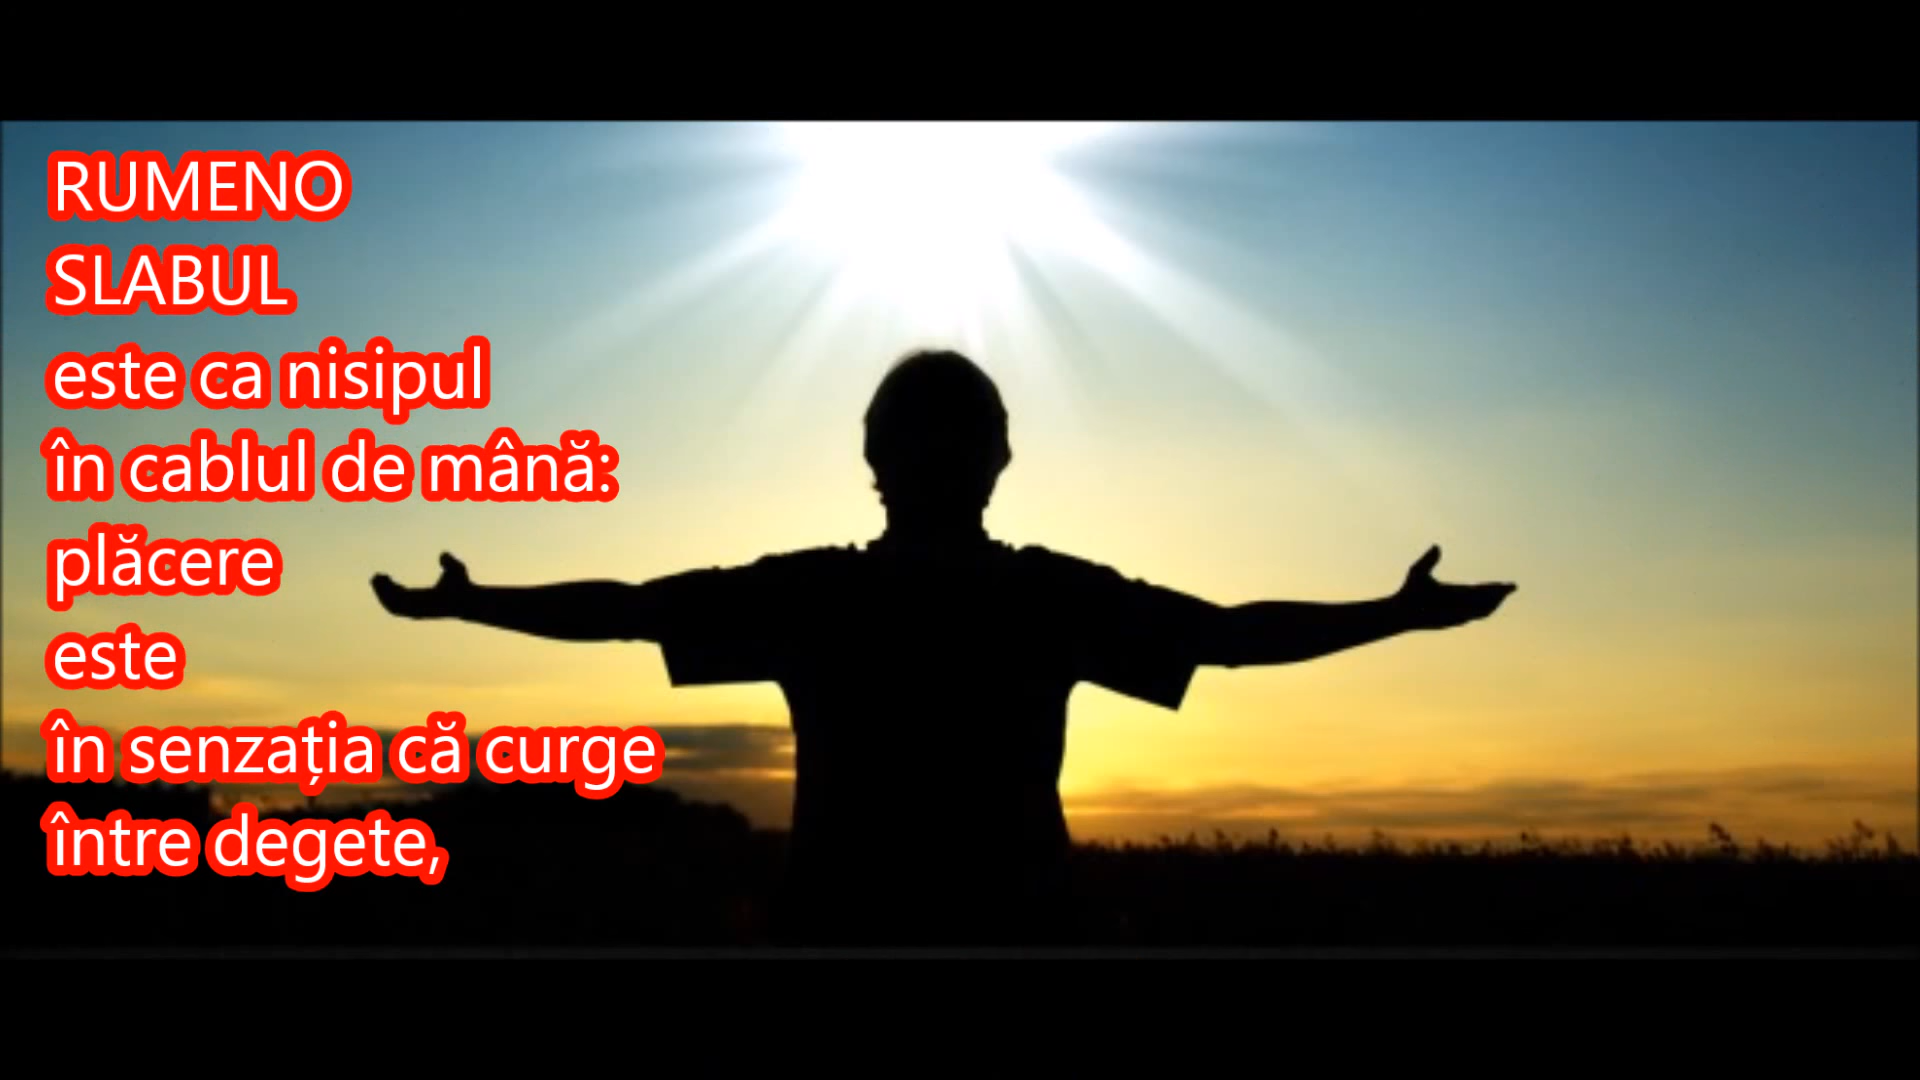 RUMENO
SLABUL
este ca nisipul
în cablul de mână:
plăcere
este
în senzația că curge
între degete,